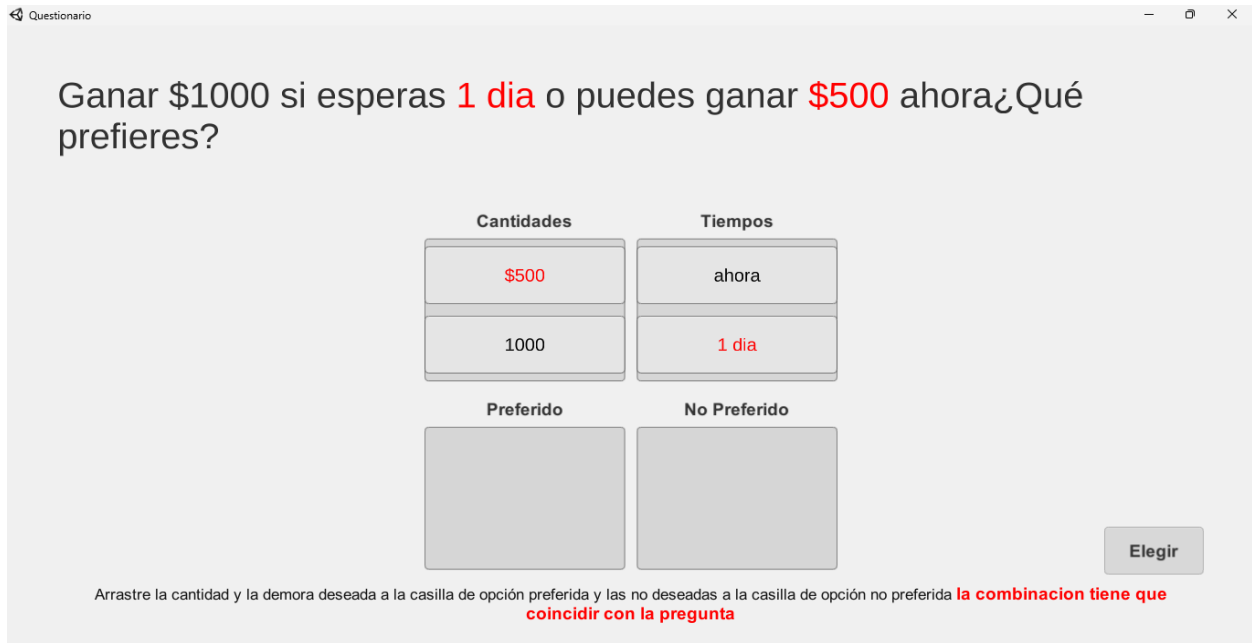 Questionario
Ganar $1000 si esperas 1 dia o puedes ganar $500 ahora¿Qué
prefieres?
Cantidades
Tiempos
$500
ahora
1000
1 dia
Preferido
No Preferido
Elegir
Arrastre la cantidad y la demora deseada a la casilla de opción preferida y las no deseadas a la casilla de opción no preferida la combinacion tiene que
coincidir con la pregunta